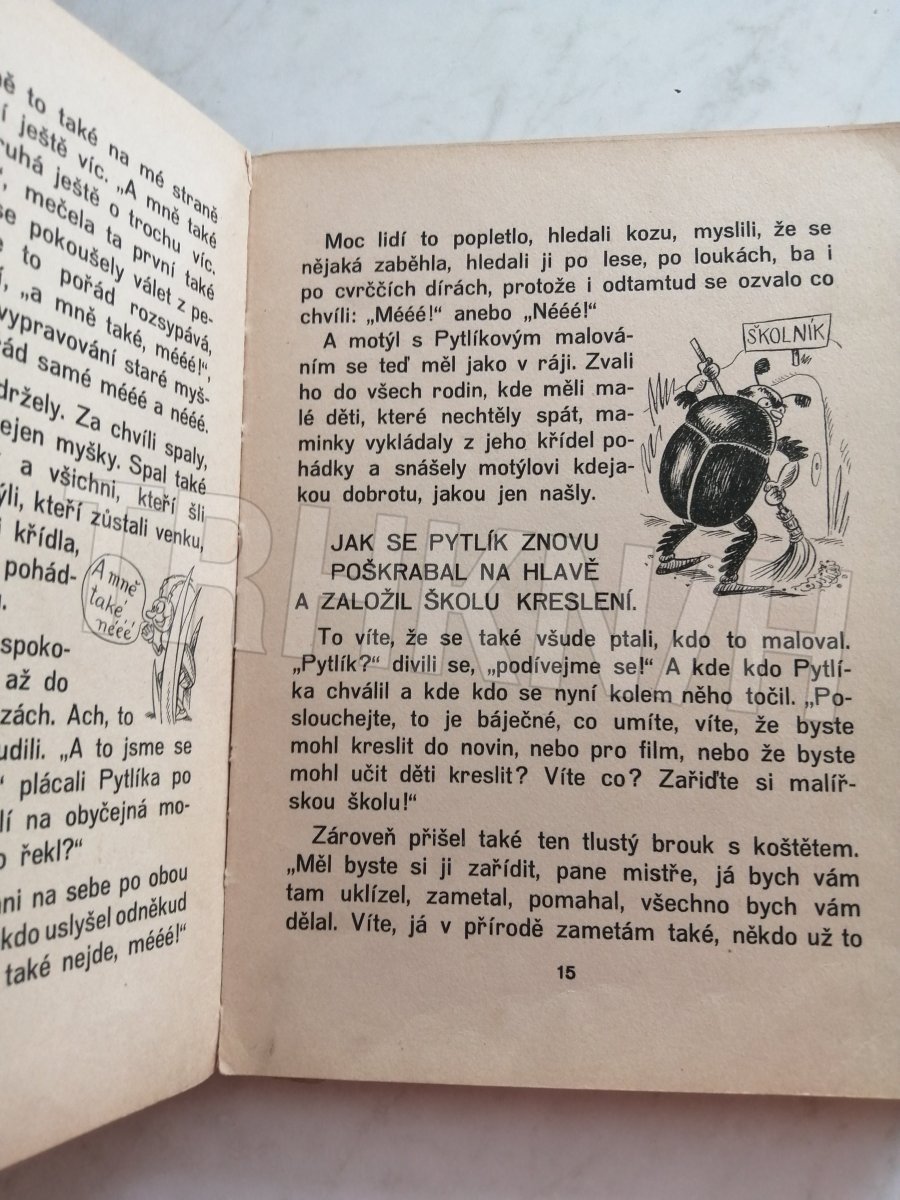 ě to také na mé straně
í ještě víc. „A mně také
ruhá ještě o trochu víc.
“, mečela ta první také
se pokoušely válet z pe-
e to pořád rozsypává,
í, „a mně také, mééé!“,
vypravování staré myš-
rád samé mééé a nééé.
držely. Za chvíli spaly,
ejen myšky. Spal také
a všichni, kteří šli
ýli, kteří zůstali venku,
i křídla,
pohád-
u.
A mně
také
nééé
spoko-
až do
zách. Ach, to
udili. „A to jsme se
“ plácali Pytlíka po
lí na obyčejná mo-
o řekl?“
ani na sebe po obou
kdo uslyšel odněkud
také nejde, mééé!“
Moc lidí to popletlo, hledali kozu, myslili, že se
nějaká zaběhla, hledali ji po lese, po loukách, ba i
po cvrččích dírách, protože i odtamtud se ozvalo co
chvíli: „Mééé!“ anebo „Nééé!“
A motýl s Pytlíkovým malová-
ním se teď měl jako v ráji. Zvali
ho do všech rodin, kde měli ma-
lé děti, které nechtěly spát, ma-
minky vykládaly z jeho křídel po-
hádky a snášely motýlovi kdeja-
kou dobrotu, jakou jen našly.
ŠKOLNÍK
JAK SE PYTLÍK ZNOVU
POŠKRABAL NA HLAVĚ
A ZALOŽIL ŠKOLU KRESLENÍ.
To víte, že se také všude ptali, kdo to maloval.
„Pytlík?“ divili se, „podívejme se!“ A kde kdo Pytlí-
ka chválil a kde kdo se nyní kolem něho točil. „Po-
slouchejte, to je báječné, co umíte, víte, že byste
mohl kreslit do novin, nebo pro film, nebo že byste
mohl učit děti kreslit? Víte co? Zařiďte si malíř-
skou školu!“
Zároveň přišel také ten tlustý brouk s koštětem.
„Měl byste si ji zařídit, pane mistře, já bych vám
tam uklízel, zametal, pomahal, všechno bych vám
dělal. Víte, já v přírodě zametám také, někdo už to
15
TRHKNIH